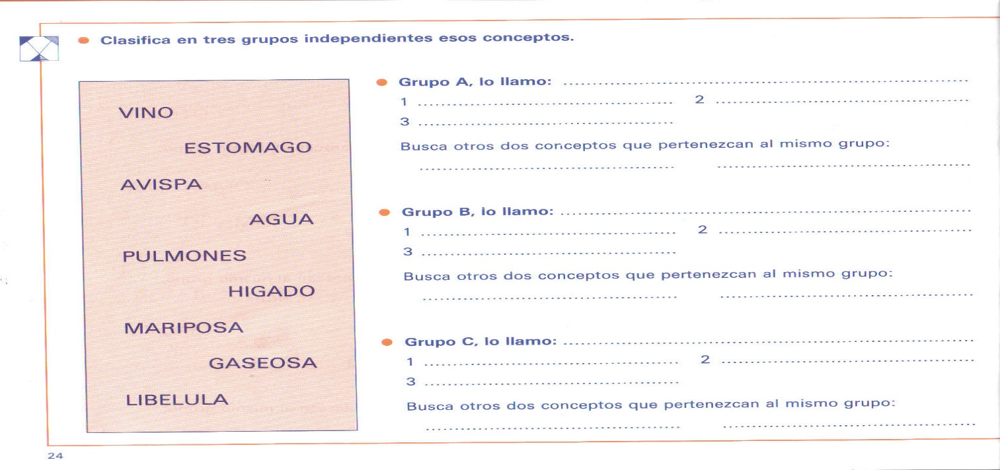 Clasifica en tres grupos independientes esos conceptos.
VINO
ESTOMAGO
AVISPA
AGUA
PULMONES
HIGADO
MARIPOSA
GASEOSA
LIBELULA
Grupo A, lo llamo: ........................................
1 ........................................ 2 ........................................
3 ........................................
Busca otros dos conceptos que pertenezcan al mismo grupo:
........................................ ........................................
Grupo B, lo llamo: ........................................
1 ........................................ 2 ........................................
3 ........................................
Busca otros dos conceptos que pertenezcan al mismo grupo:
........................................ ........................................
Grupo C, lo llamo: ........................................
1 ........................................ 2 ........................................
3 ........................................
Busca otros dos conceptos que pertenezcan al mismo grupo:
........................................ ........................................
24